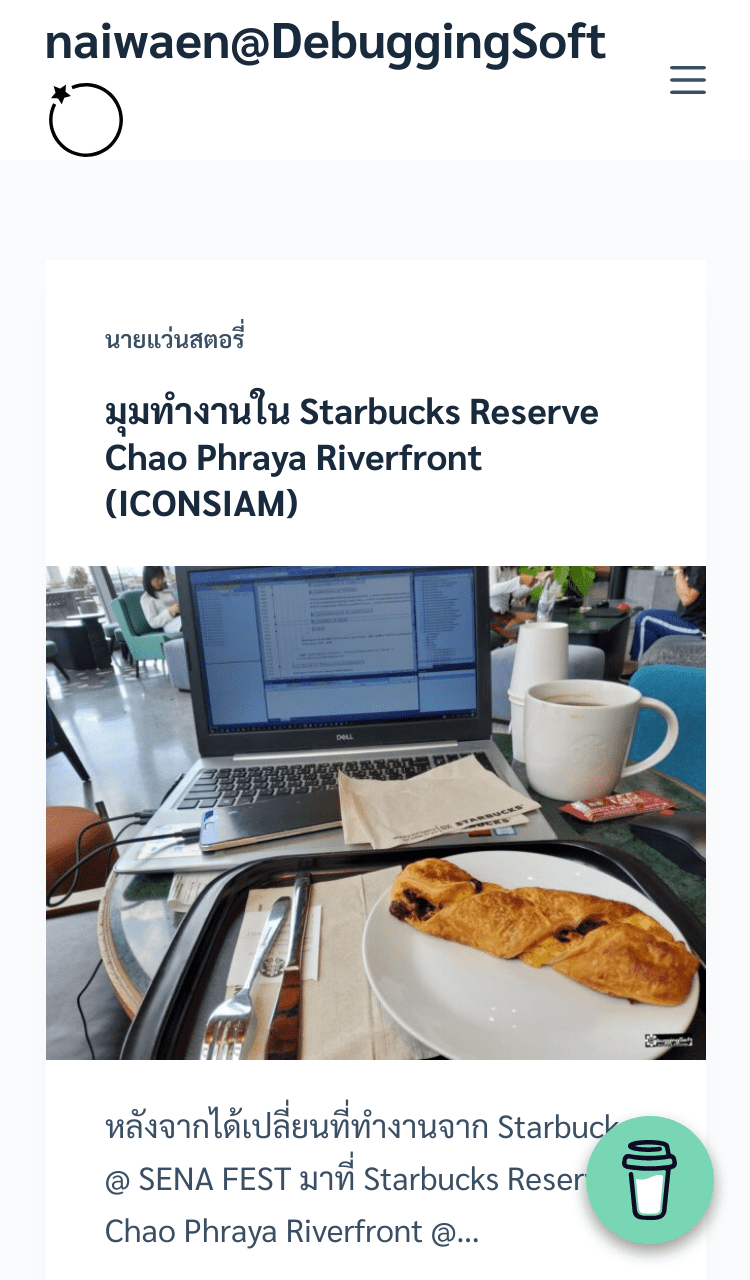 naiwaen@DebuggingSoft
นายแว่นสตอรี่
มุมทำงานใน Starbucks Reserve
Chao Phraya Riverfront
(ICONSIAM)
DELL
STARBUCKS
หลังจากได้เปลี่ยนที่ทำงานจาก Starbuck
@ SENA FEST มาที่ Starbucks Reser
Chao Phraya Riverfront @...